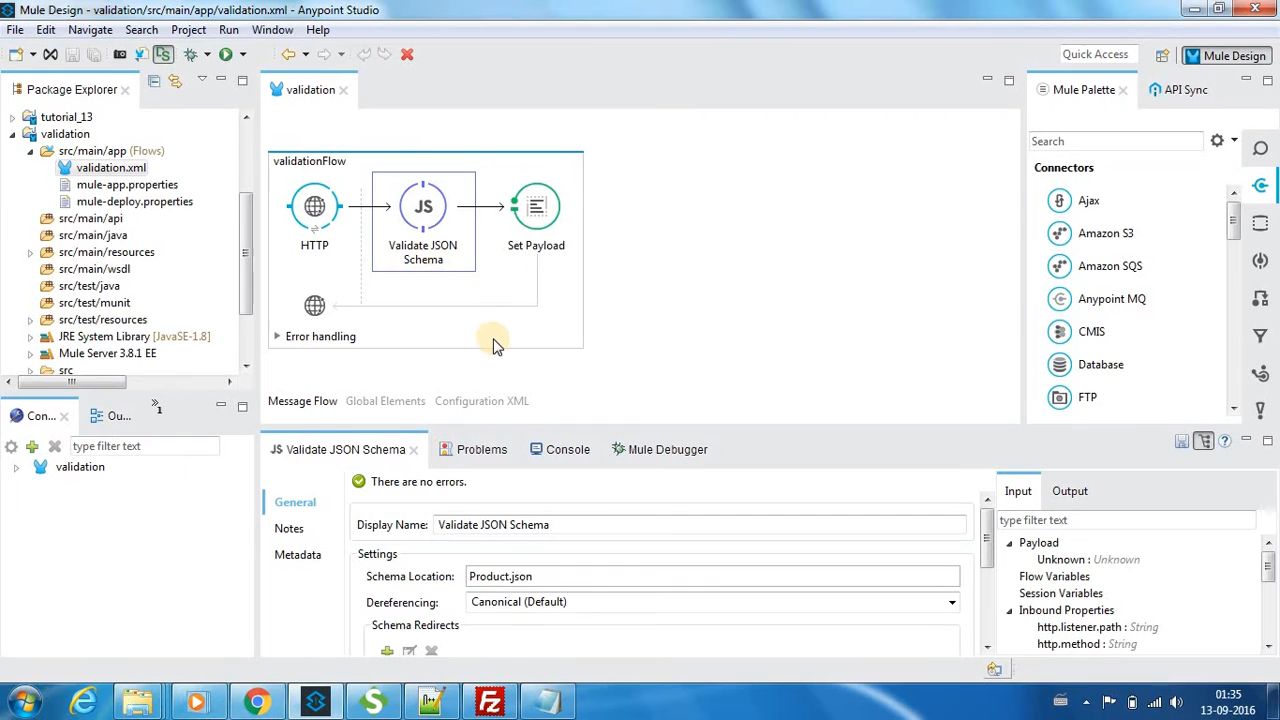 Mule Design - validation/src/main/app/validation.xml - Anypoint Studio
File Edit Navigate Search Project Run Window Help
Quick Access
Mule Design
Package Explorer
tutorial_13
validation
src/main/app (Flows)
validation.xml
mule-app.properties
mule-deploy.properties
src/main/api
src/main/java
src/main/resources
src/main/wsdl
src/test/java
src/test/munit
src/test/resources
JRE System Library [JavaSE-1.8]
Mule Server 3.8.1 EE
src
Con...
Ou...
1
type filter text
validation
validation
validationFlow
HTTP
JS
Validate JSON
Schema
Set Payload
Error handling
Message Flow Global Elements Configuration XML
Mule Palette
API Sync
Search
Connectors
Ajax
Amazon S3
Amazon SQS
Anypoint MQ
CMIS
Database
FTP
JS Validate JSON Schema
Problems
Console
Mule Debugger
General
Notes
Metadata
There are no errors.
Display Name: Validate JSON Schema
Settings
Schema Location: Product.json
Dereferencing: Canonical (Default)
Schema Redirects
Input Output
type filter text
Payload
Unknown : Unknown
Flow Variables
Session Variables
Inbound Properties
http.listener.path : String
http.method : String
DS
01:35
13-09-2016